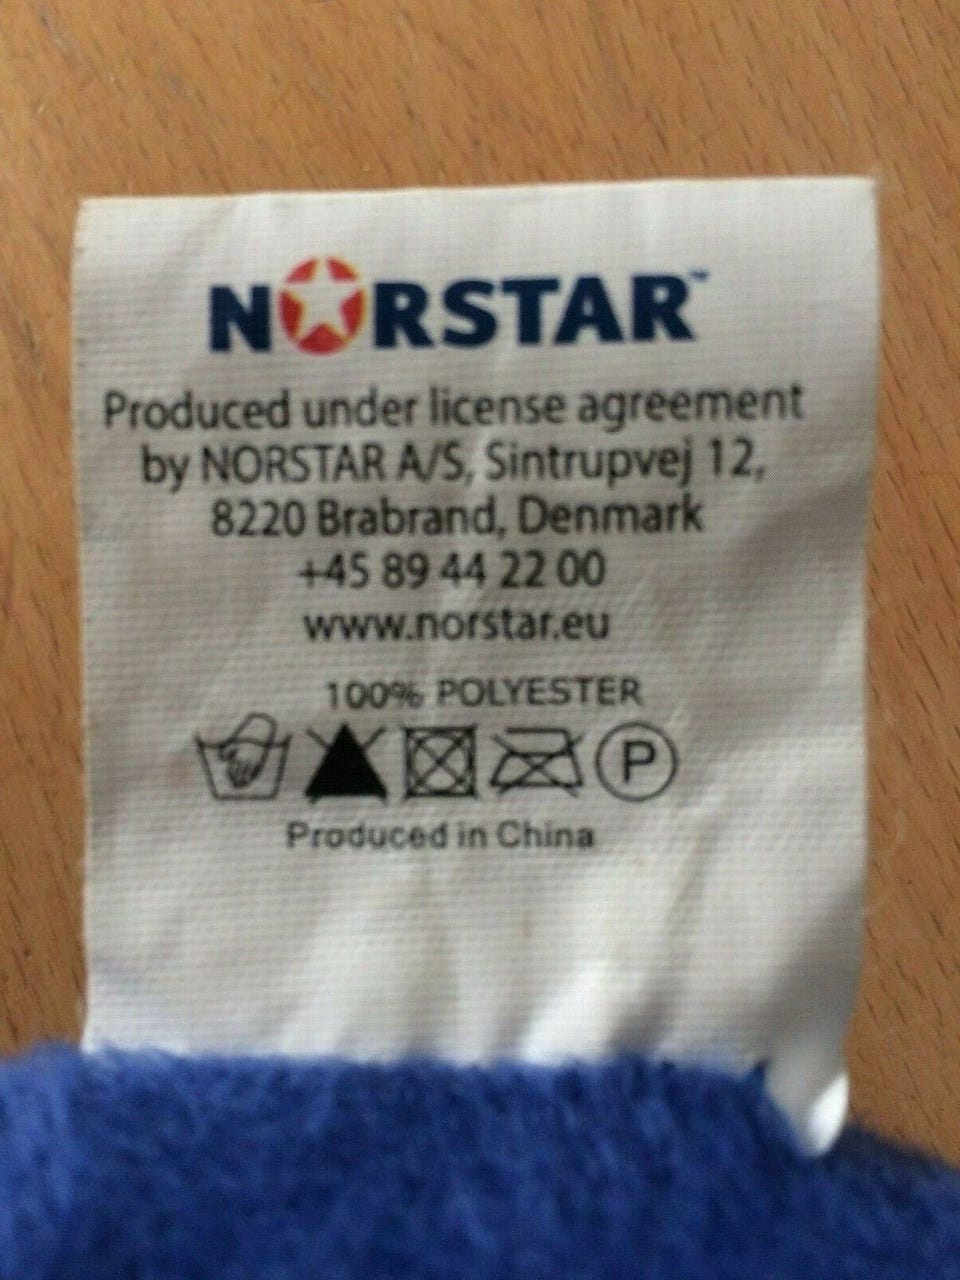 NORSTAR™
Produced under license agreement
by NORSTAR A/S, Sintrupvej 12,
8220 Brabrand, Denmark
+45 89 44 22 00
www.norstar.eu
100% POLYESTER
P
Produced in China